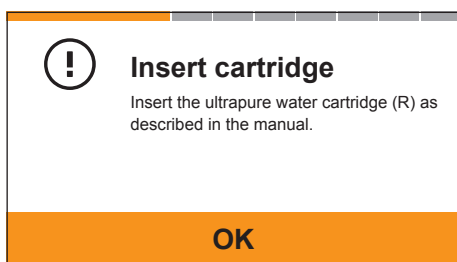 Insert cartridge
Insert the ultrapure water cartridge (R) as
described in the manual.
OK